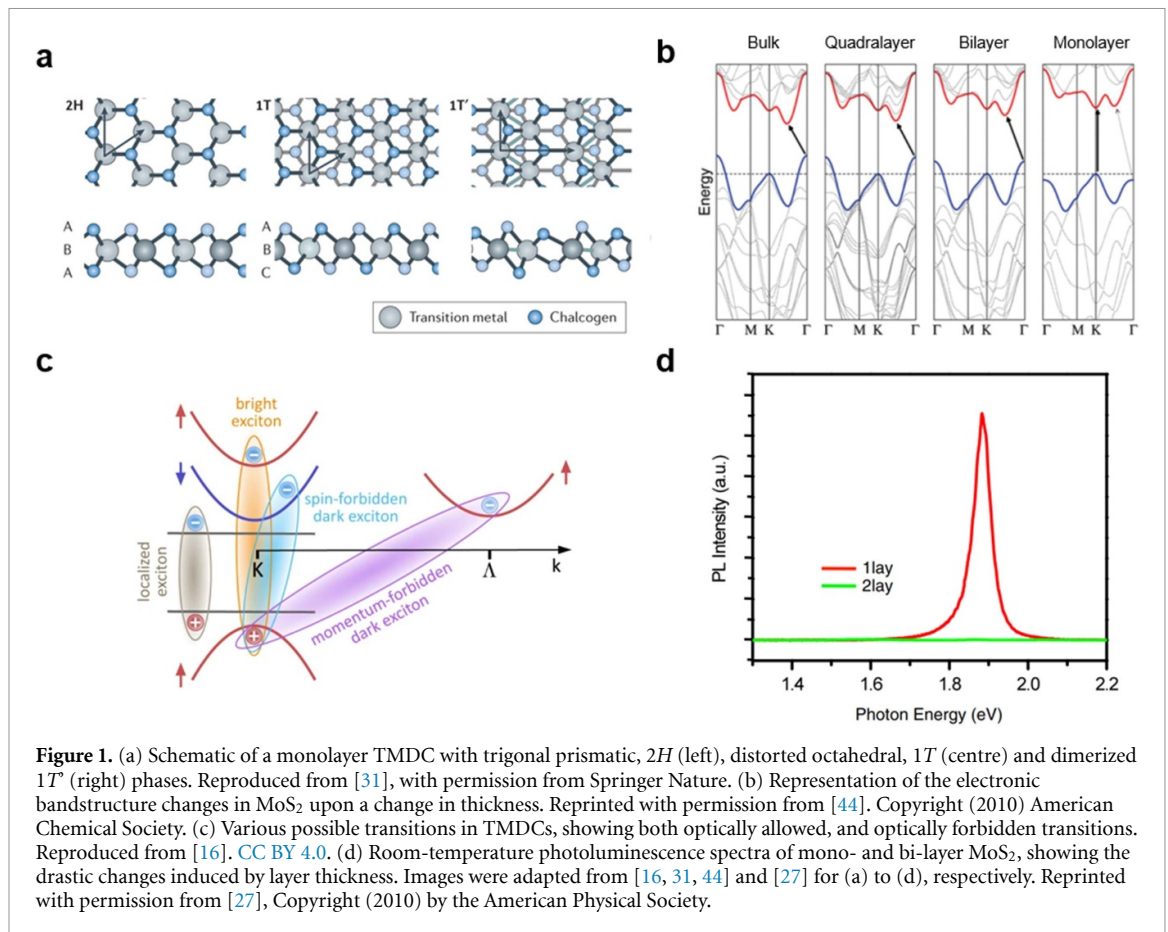 a
2H
1T
1T′
A
B
A
A
B
C
Transition metal
Chalcogen
b
Bulk
Quadralayer
Bilayer
Monolayer
Energy
Γ M K Γ
Γ M K Γ
Γ M K Γ
Γ M K Γ
c
bright
exciton
spin-forbidden
dark exciton
localized
exciton
K
Λ
k
momentum-forbidden
dark exciton
d
PL Intensity (a.u.)
1lay
2lay
1.4 1.6 1.8 2.0 2.2
Photon Energy (eV)
Figure 1. (a) Schematic of a monolayer TMDC with trigonal prismatic, 2H (left), distorted octahedral, 1T (centre) and dimerized
1T’ (right) phases. Reproduced from [31], with permission from Springer Nature. (b) Representation of the electronic
bandstructure changes in MoS₂ upon a change in thickness. Reprinted with permission from [44]. Copyright (2010) American
Chemical Society. (c) Various possible transitions in TMDCs, showing both optically allowed, and optically forbidden transitions.
Reproduced from [16]. CC BY 4.0. (d) Room-temperature photoluminescence spectra of mono- and bi-layer MoS₂, showing the
drastic changes induced by layer thickness. Images were adapted from [16, 31, 44] and [27] for (a) to (d), respectively. Reprinted
with permission from [27], Copyright (2010) by the American Physical Society.